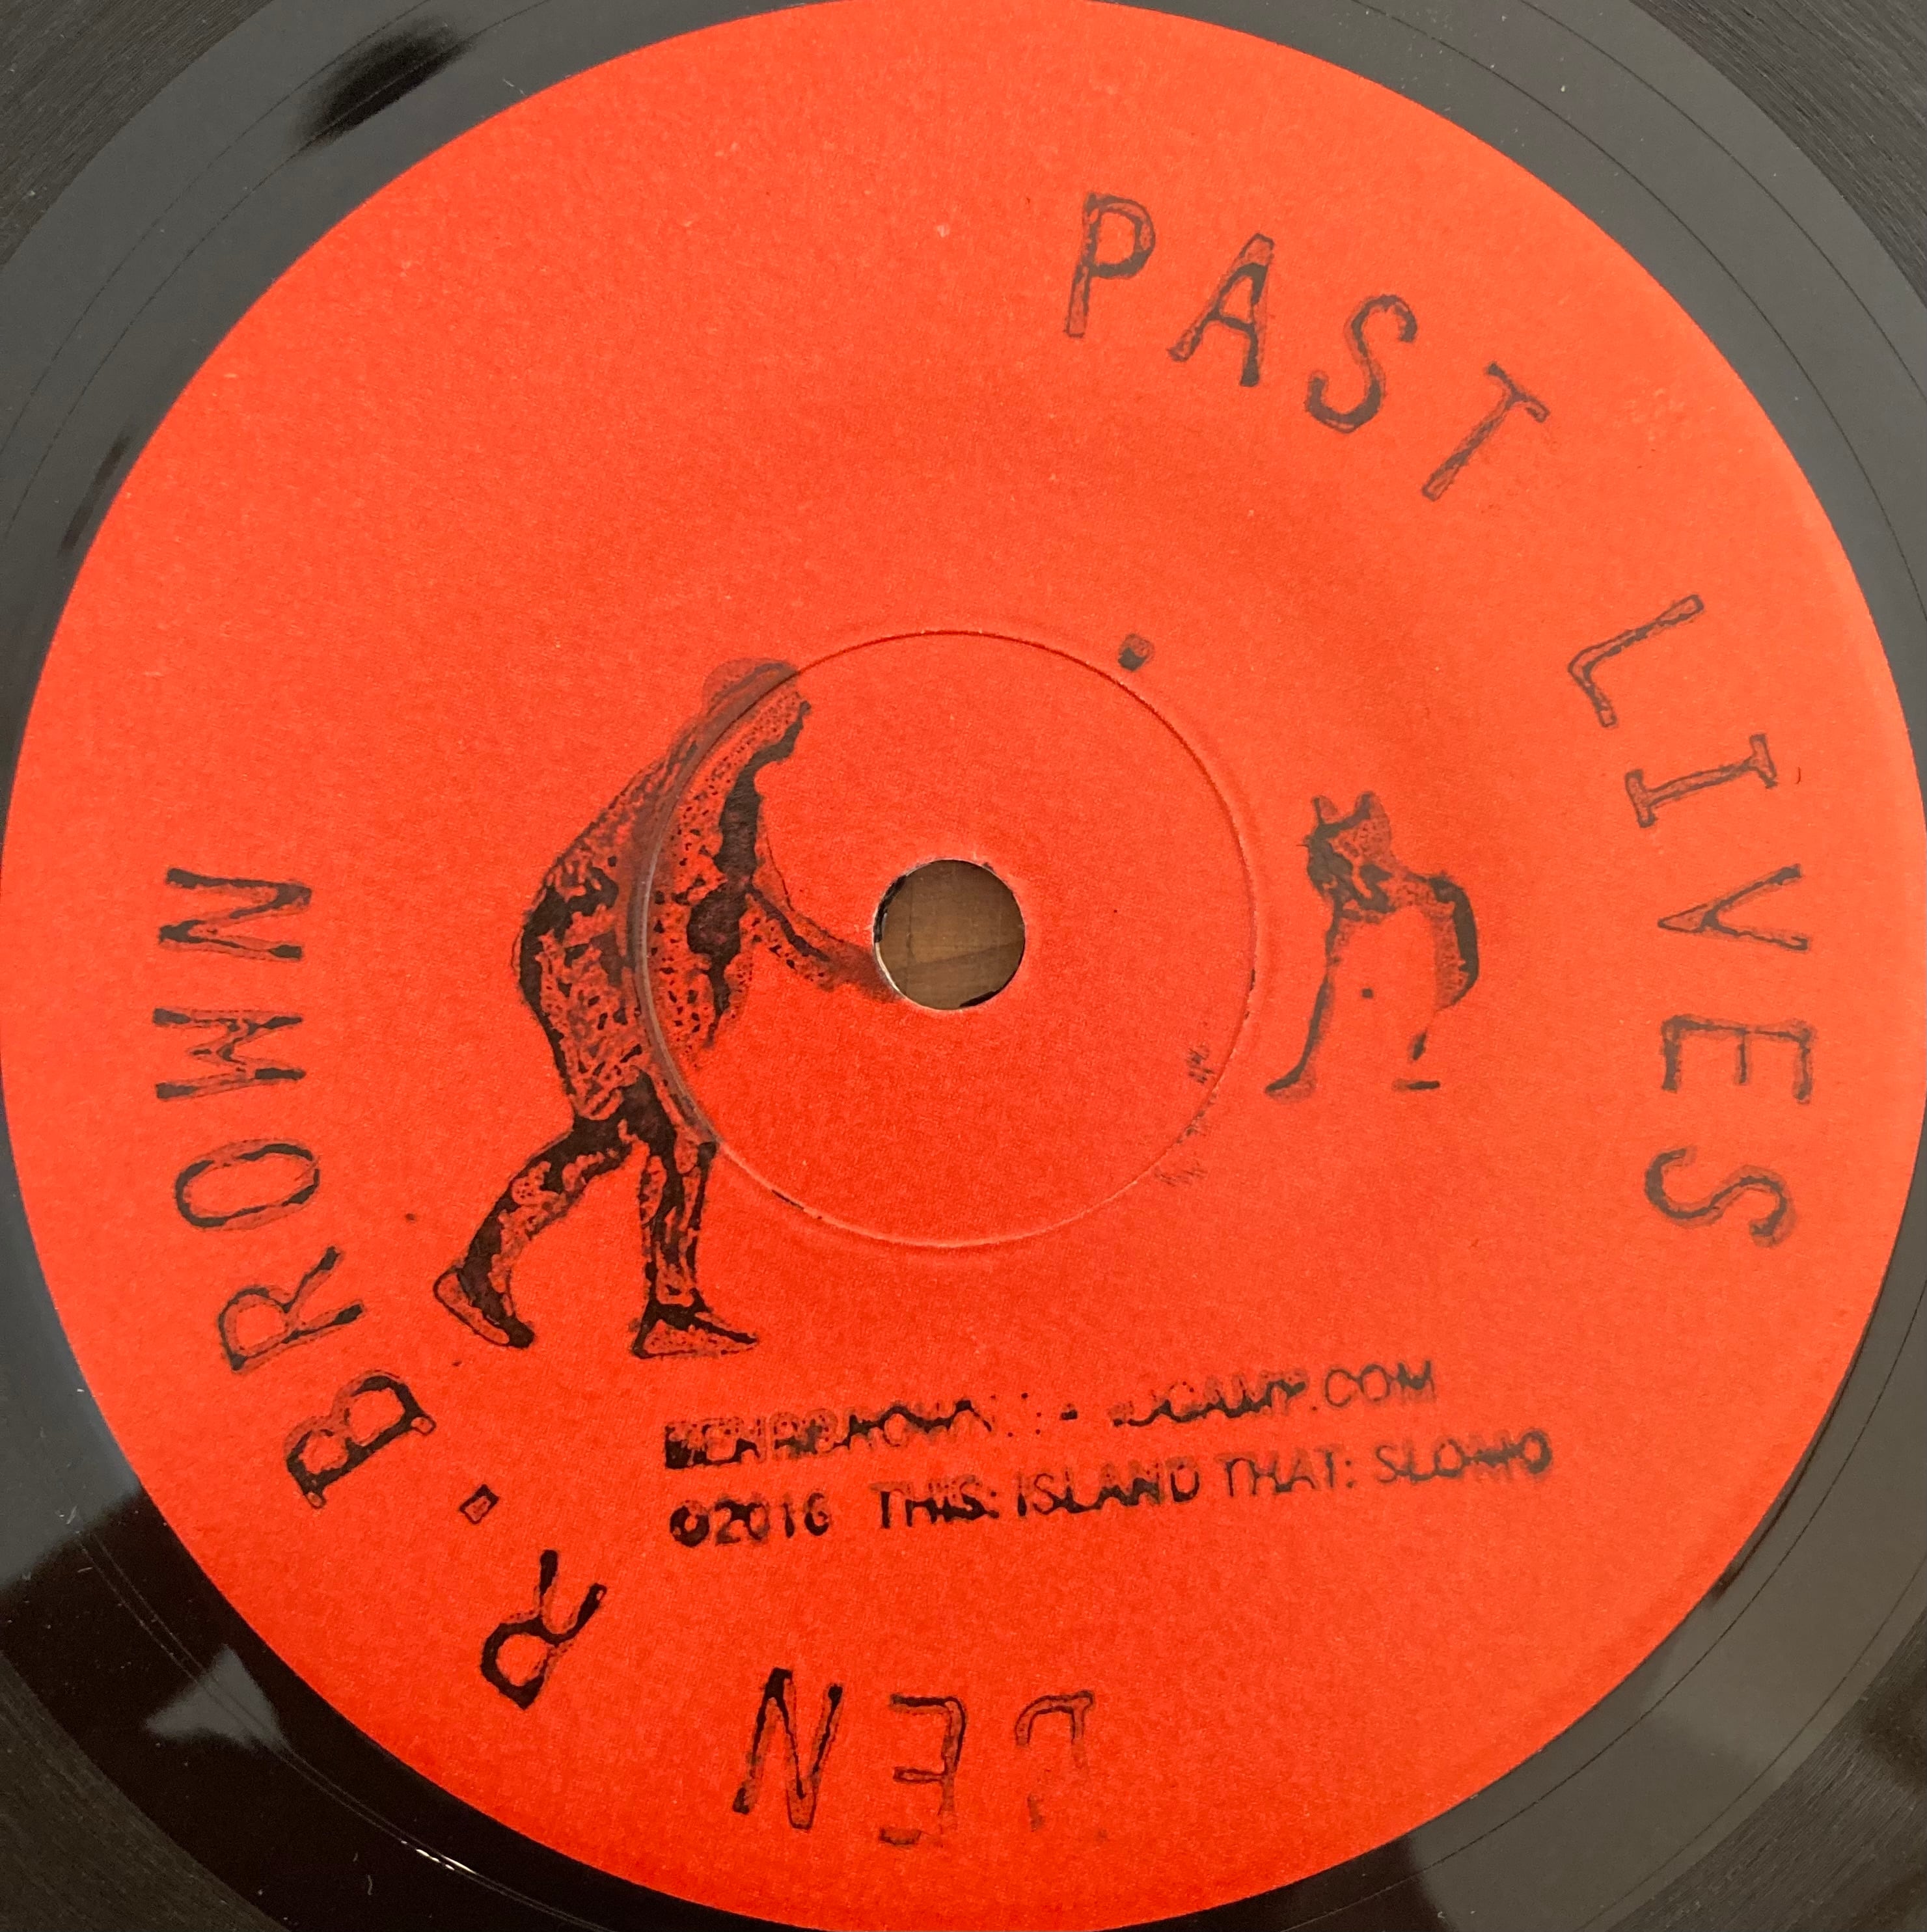 BEN R. BROWN
PAST LIVES
©2016 THIS: ISLAND THAT: SLOMO